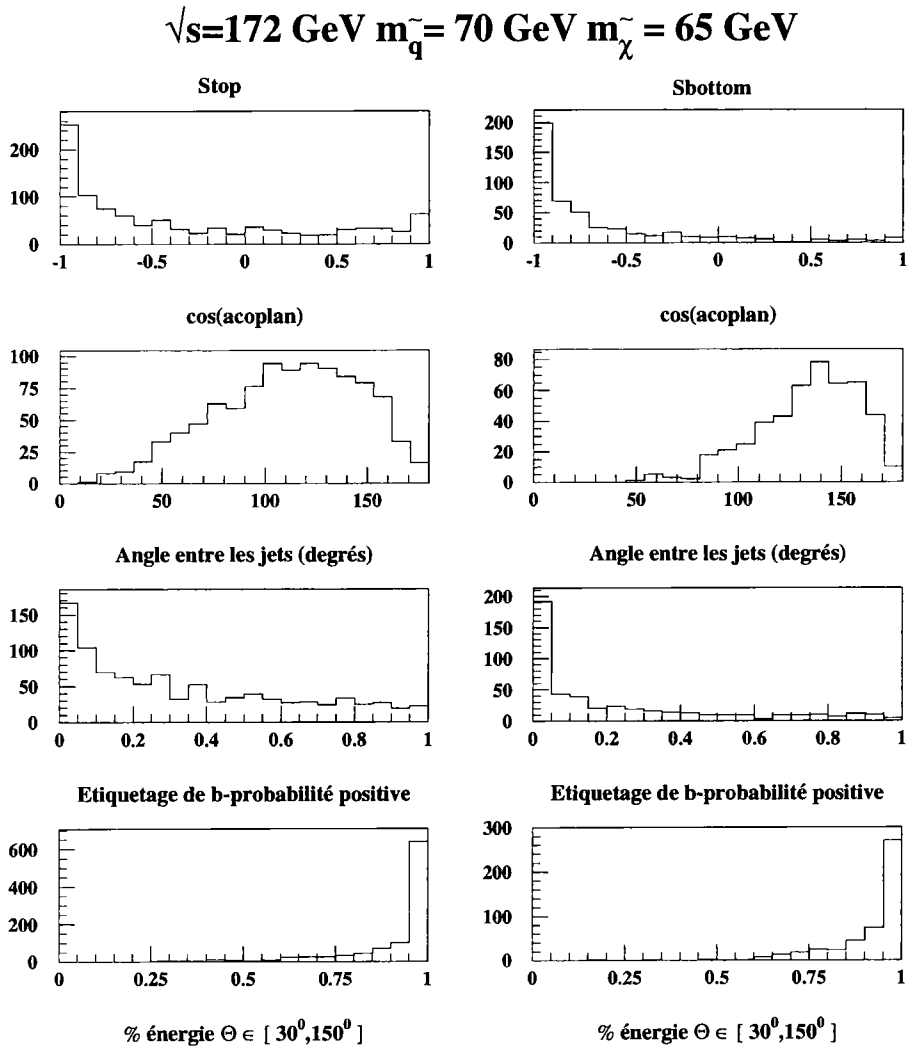 √s=172 GeV m_q̃= 70 GeV m_χ̃ = 65 GeV
Stop
200
100
0
-1 -0.5 0 0.5 1
cos(acoplan)
Sbottom
200
150
100
50
0
-1 -0.5 0 0.5 1
cos(acoplan)
100
75
50
25
0
0 50 100 150
Angle entre les jets (degrés)
80
60
40
20
0
0 50 100 150
Angle entre les jets (degrés)
150
100
50
0
0 0.2 0.4 0.6 0.8 1
Etiquetage de b-probabilité positive
200
150
100
50
0
0 0.2 0.4 0.6 0.8 1
Etiquetage de b-probabilité positive
600
400
200
0
0 0.25 0.5 0.75 1
% énergie Θ ∈ [ 30⁰,150⁰ ]
300
200
100
0
0 0.25 0.5 0.75 1
% énergie Θ ∈ [ 30⁰,150⁰ ]